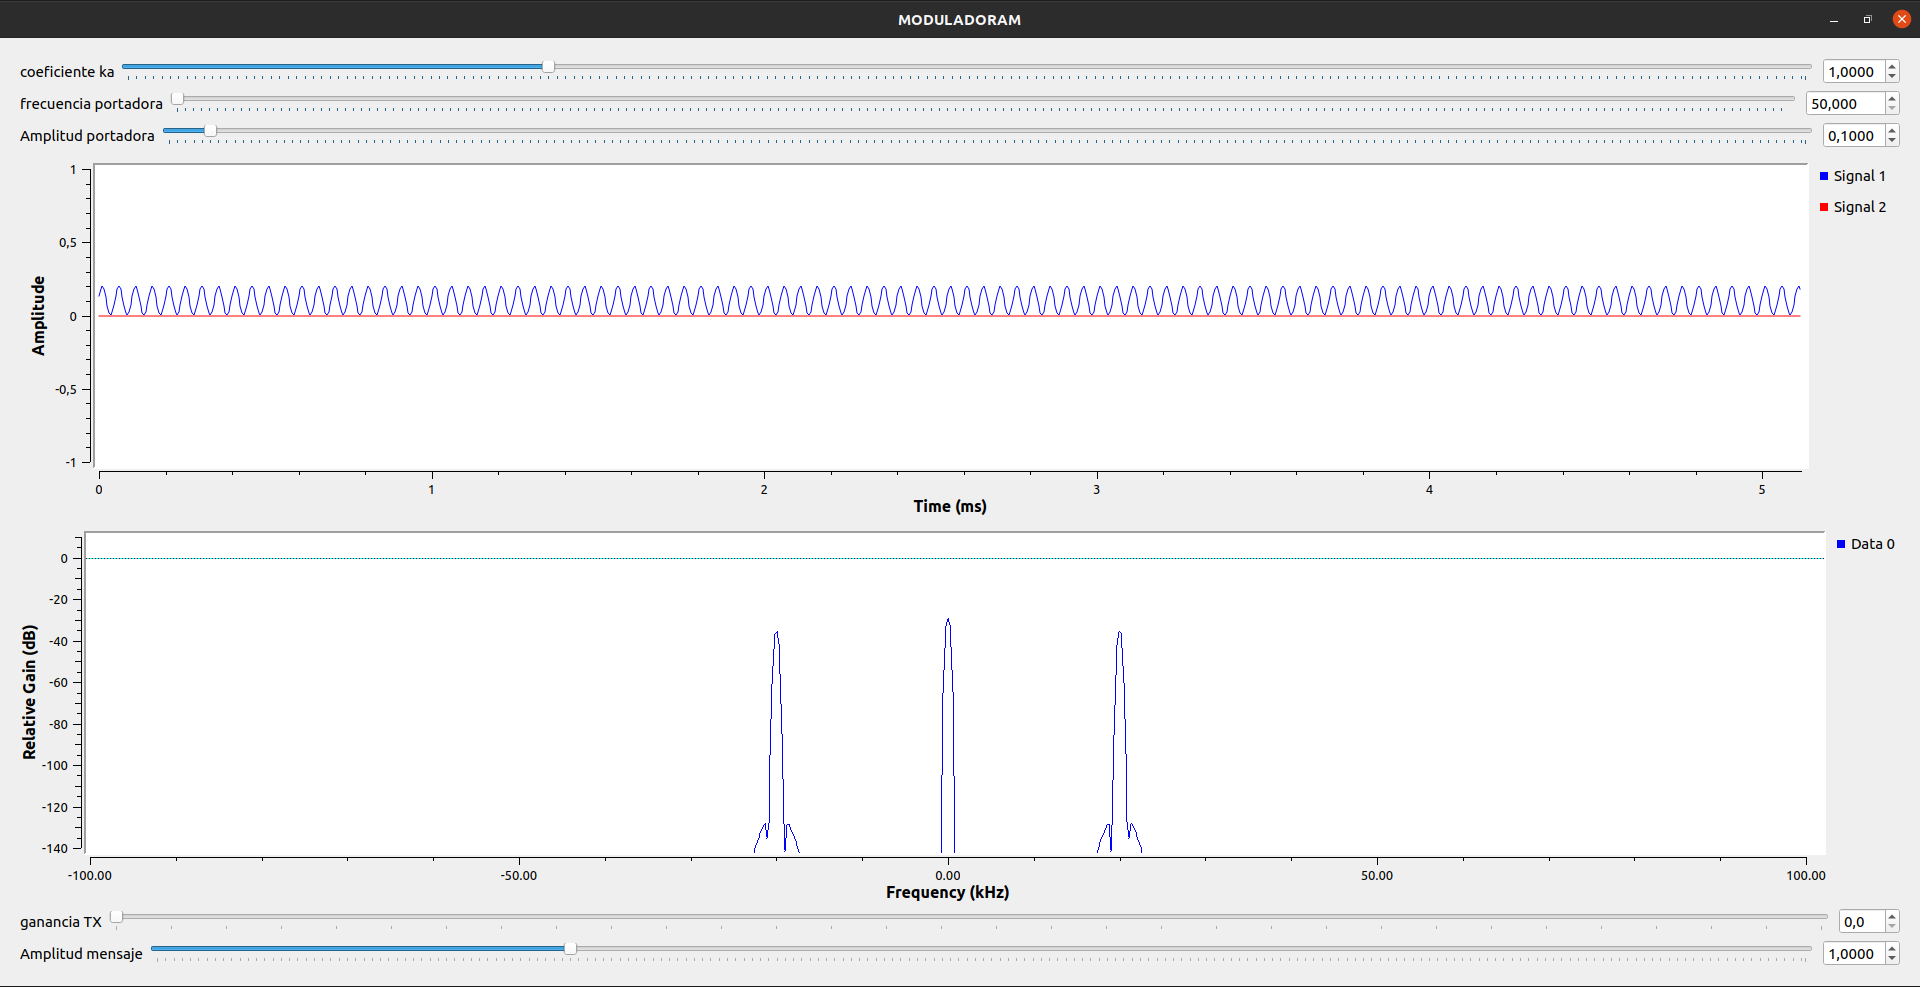 MODULADORAM
coeficiente ka 1,0000
frecuencia portadora 50,000
Amplitud portadora 0,1000
Signal 1
Signal 2
Amplitude
1
0,5
0
-0,5
-1
0 1 2 3 4 5
Time (ms)
Data 0
Relative Gain (dB)
0
-20
-40
-60
-80
-100
-120
-140
-100.00 -50.00 0.00 50.00 100.00
Frequency (kHz)
ganancia TX 0,0
Amplitud mensaje 1,0000